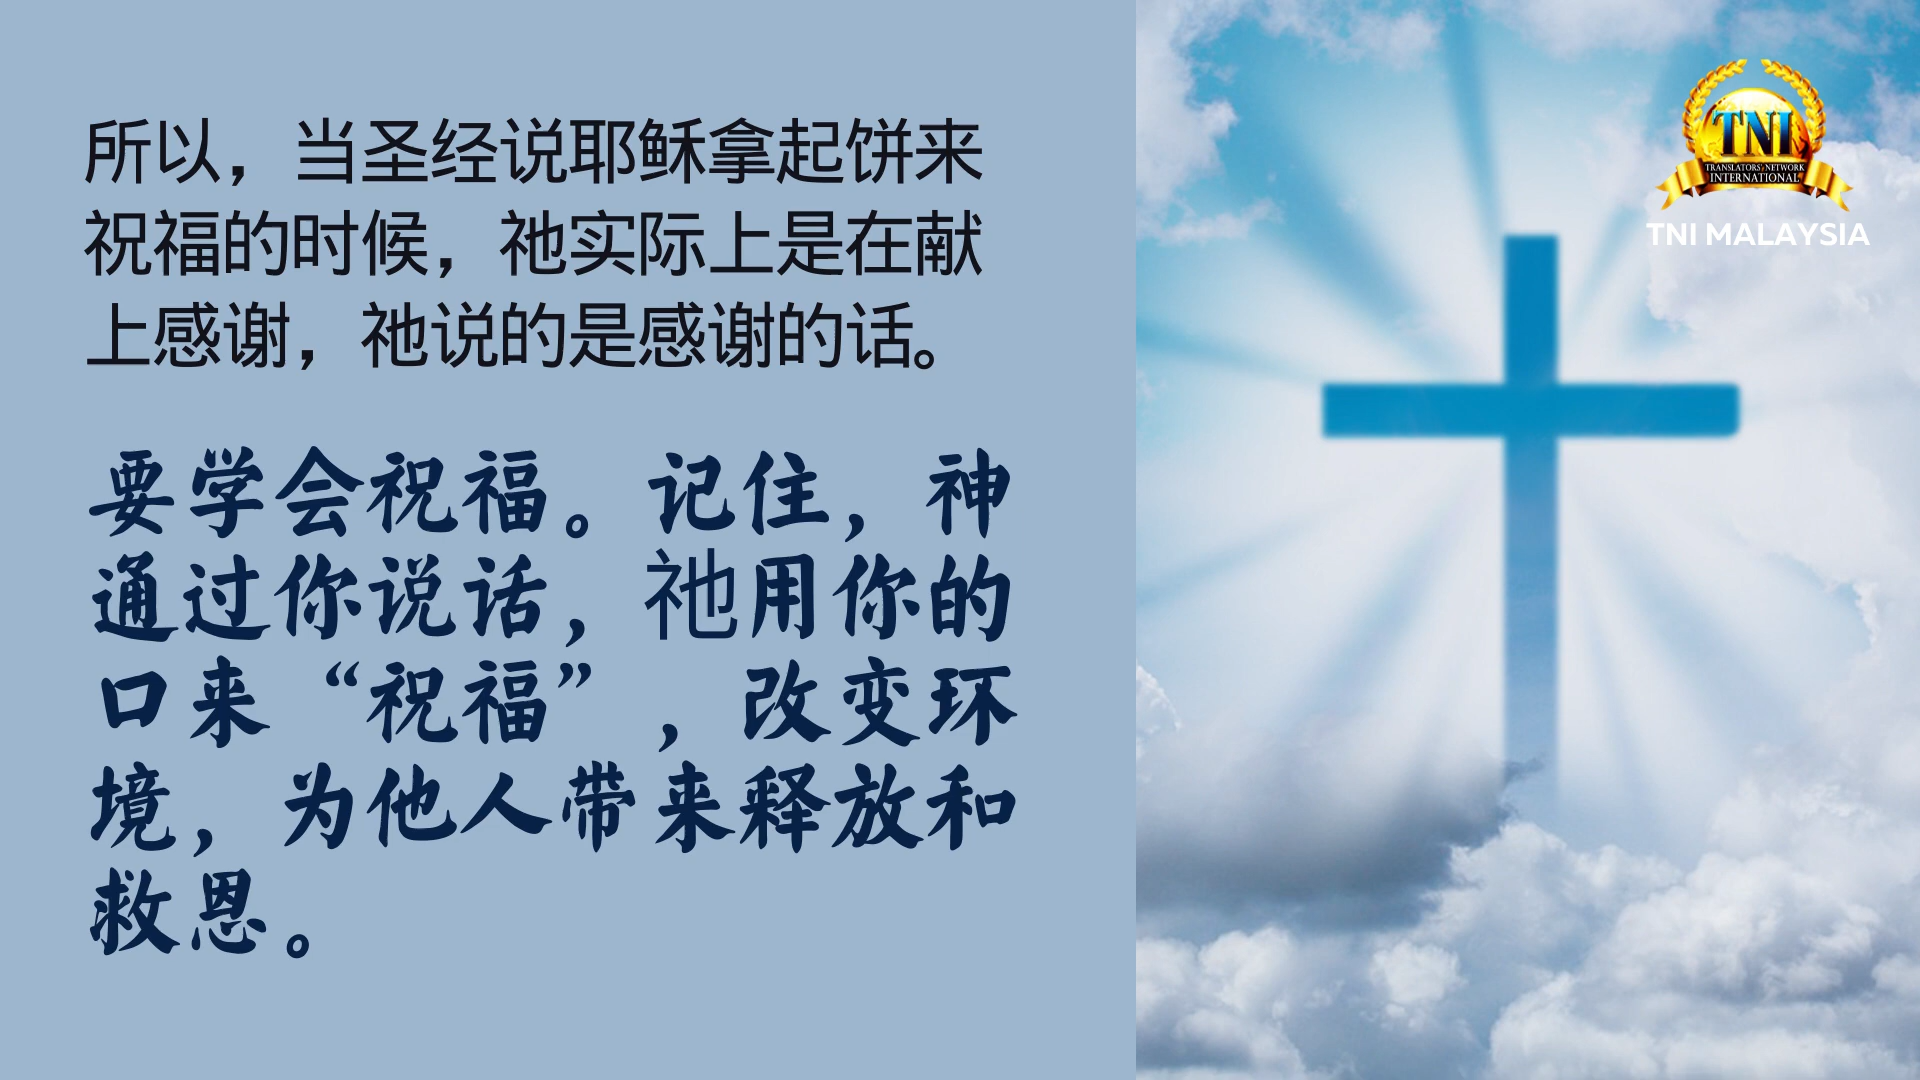 所以，当圣经说耶稣拿起饼来
祝福的时候，祂实际上是在献
上感谢，祂说的是感谢的话。
要学会祝福。记住，神
通过你说话，祂用你的
口来“祝福”，改变环
境，为他人带来释放和
救恩。
TNI
TRANSLATORS' NETWORK
INTERNATIONAL
TNI MALAYSIA